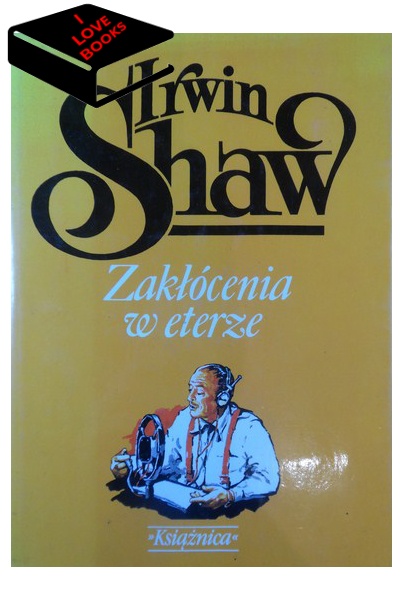 I
LOVE
BOOKS
Irwin
Shaw
Zakłócenia
w eterze
»Książnica«